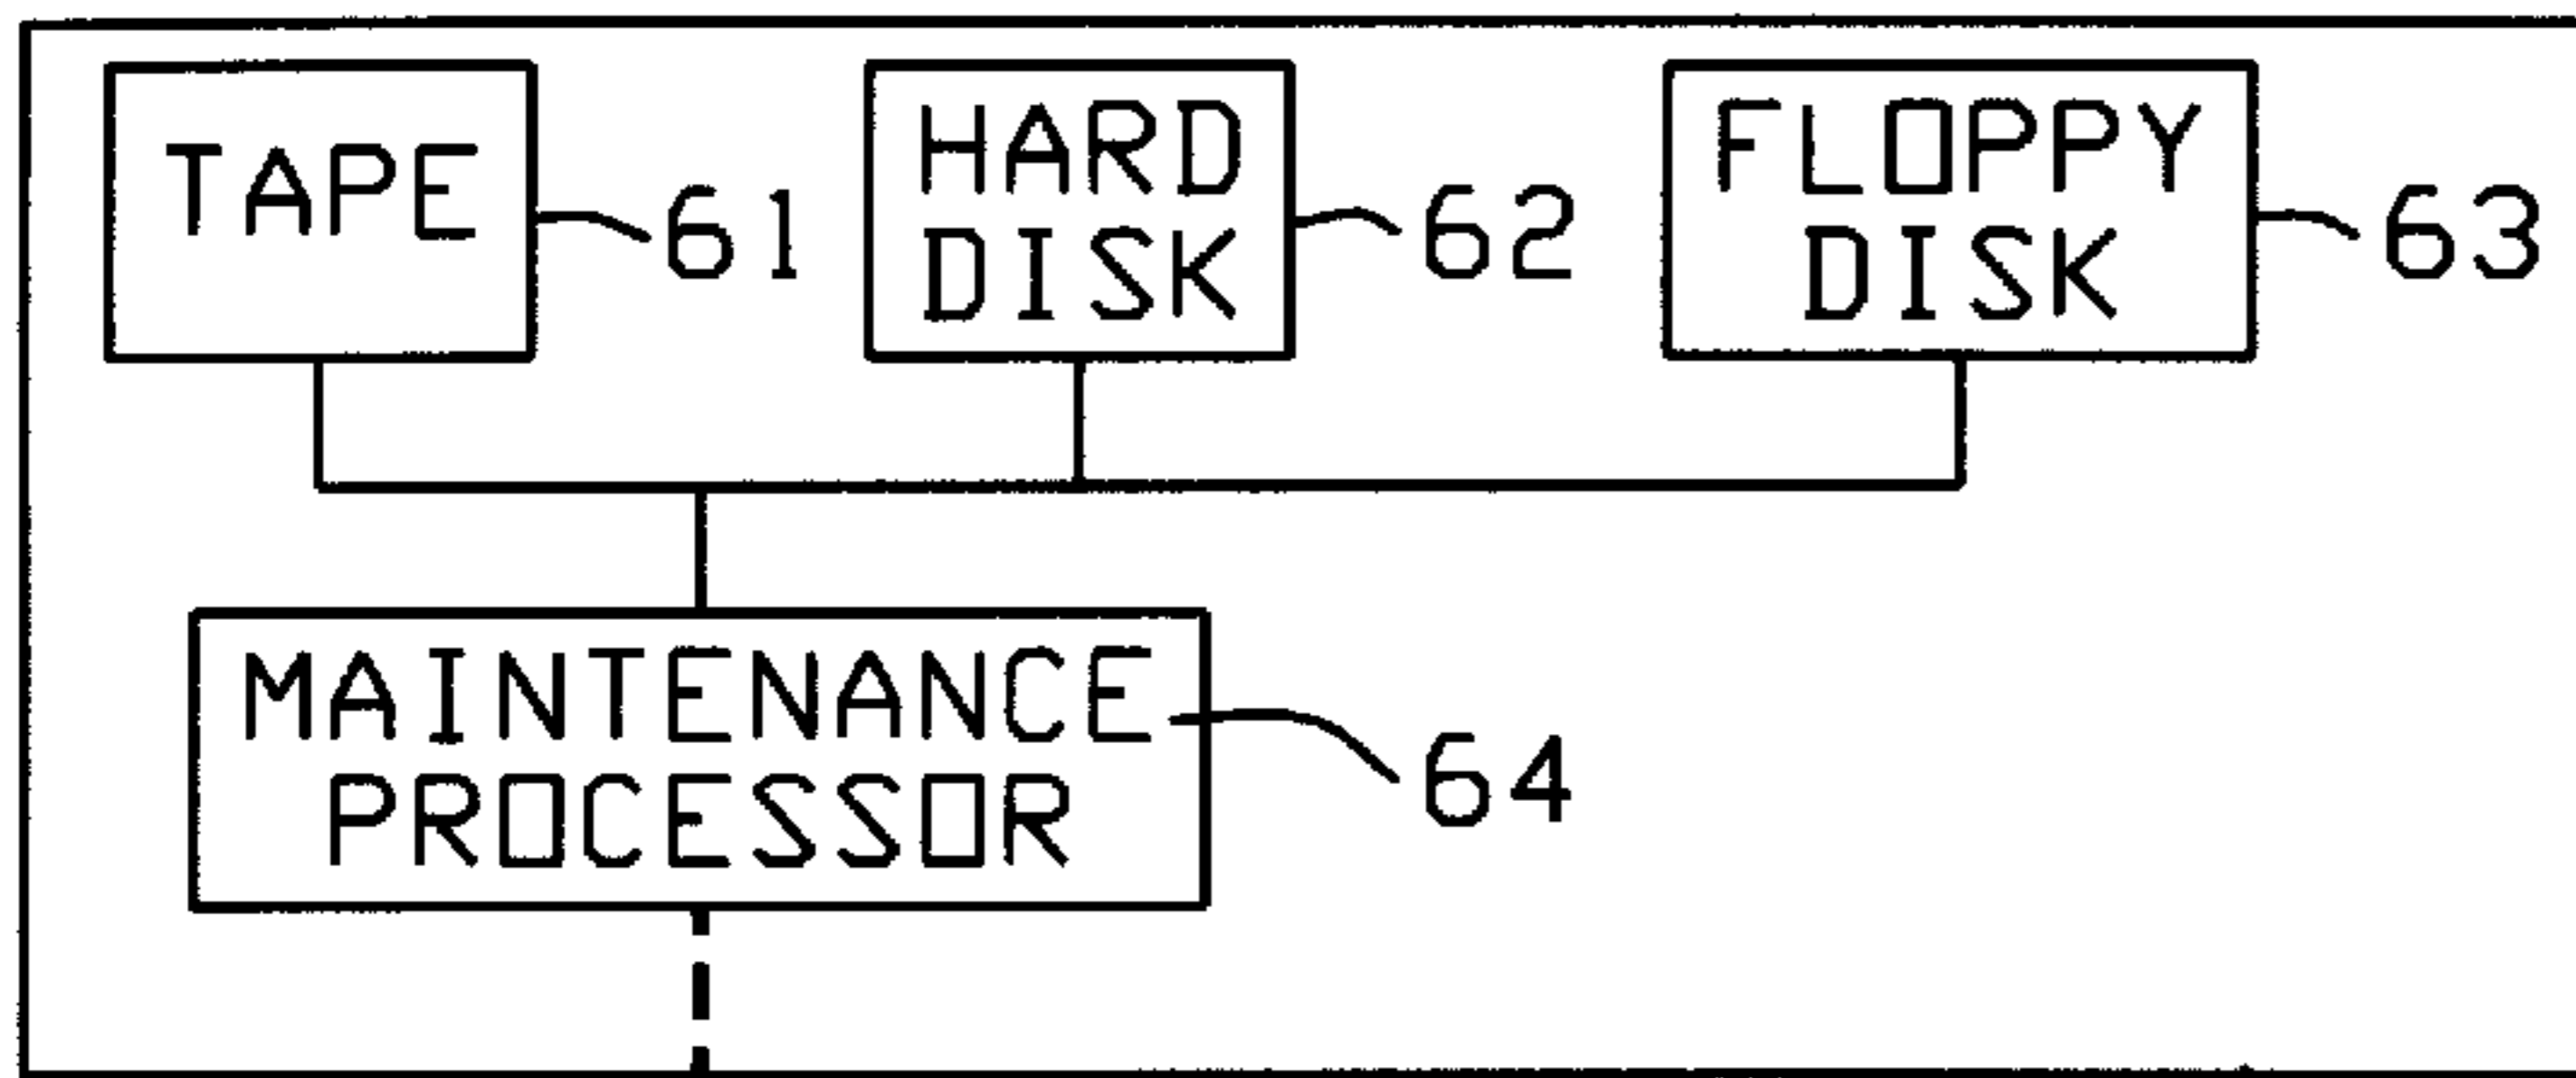 TAPE
61
HARD
DISK
62
FLOPPY
DISK
63
MAINTENANCE
PROCESSOR
64